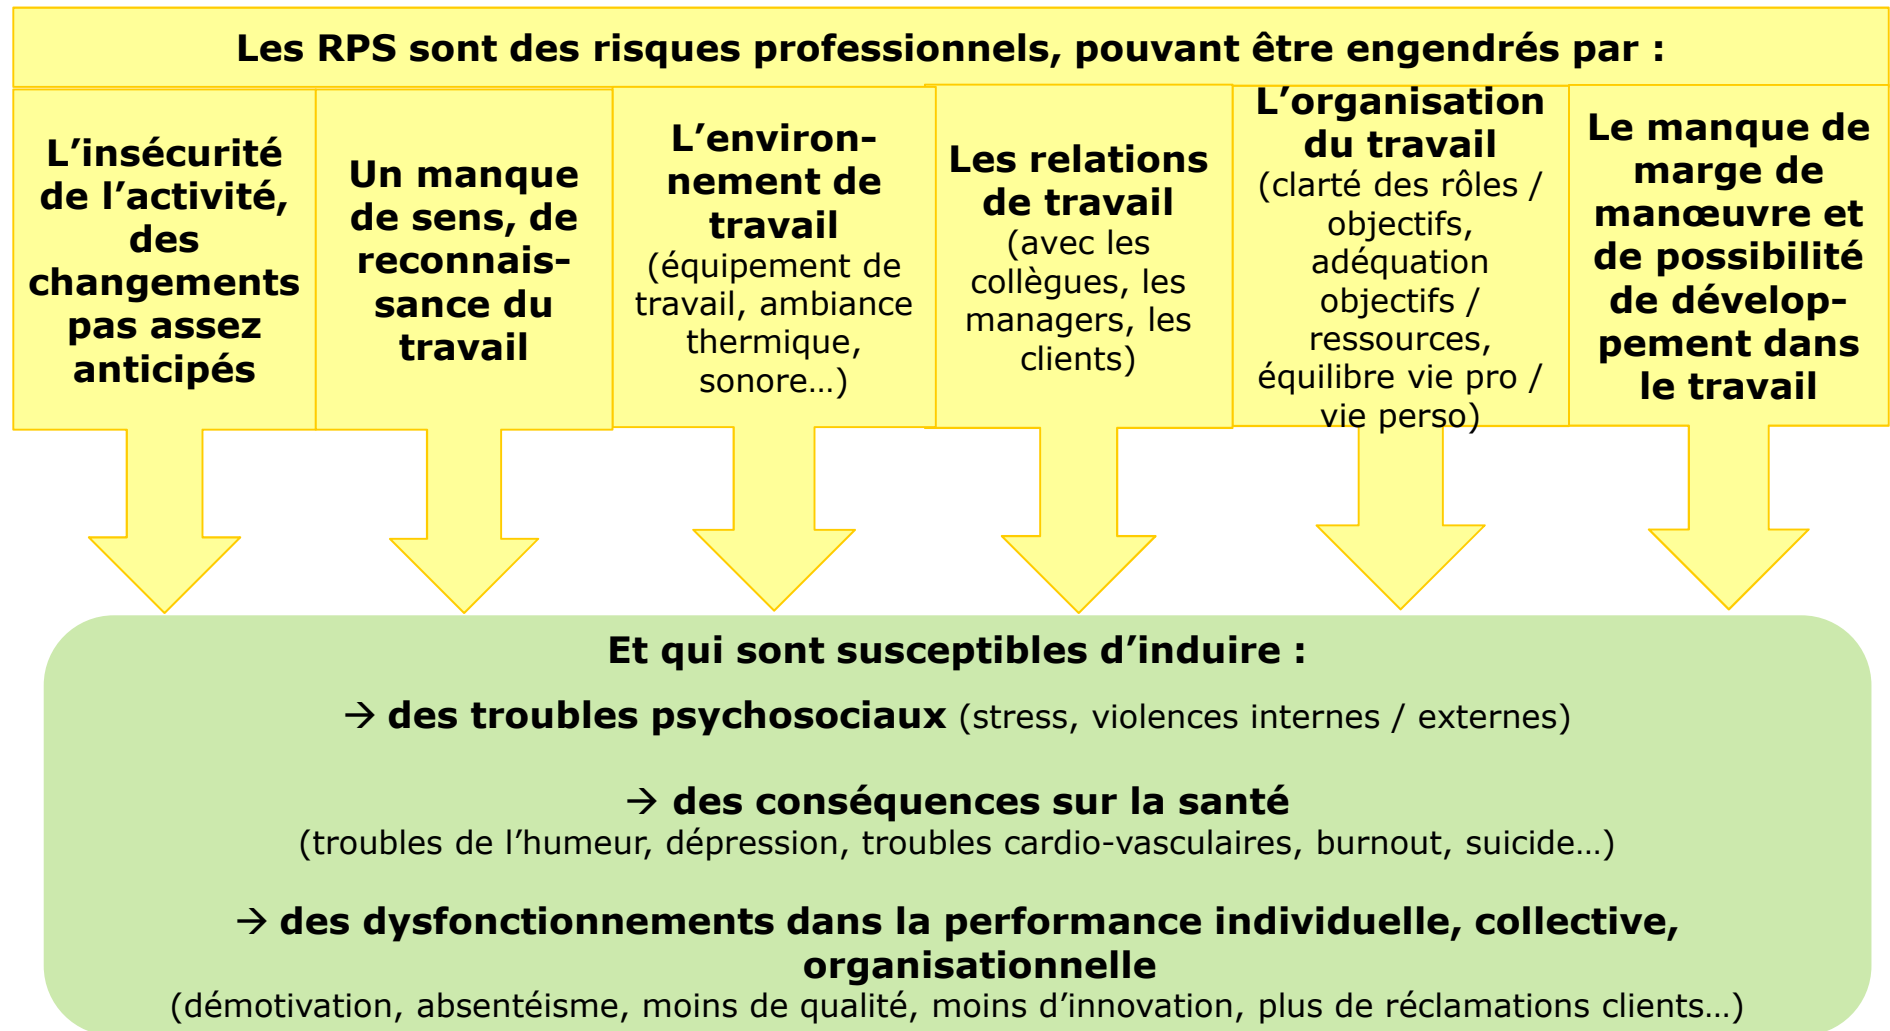 Les RPS sont des risques professionnels, pouvant être engendrés par :
L’insécurité
de l’activité,
des
changements
pas assez
anticipés
Un manque
de sens, de
reconnais-
sance du
travail
L’environ-
nement de
travail
(équipement de
travail, ambiance
thermique,
sonore…)
Les relations
de travail
(avec les
collègues, les
managers, les
clients)
L’organisation
du travail
(clarté des rôles /
objectifs,
adéquation
objectifs /
ressources,
équilibre vie pro /
vie perso)
Le manque de
marge de
manœuvre et
de possibilité
de dévelop-
pement dans
le travail
Et qui sont susceptibles d’induire :
→ des troubles psychosociaux (stress, violences internes / externes)
→ des conséquences sur la santé
(troubles de l’humeur, dépression, troubles cardio-vasculaires, burnout, suicide…)
→ des dysfonctionnements dans la performance individuelle, collective,
organisationnelle
(démotivation, absentéisme, moins de qualité, moins d’innovation, plus de réclamations clients…)